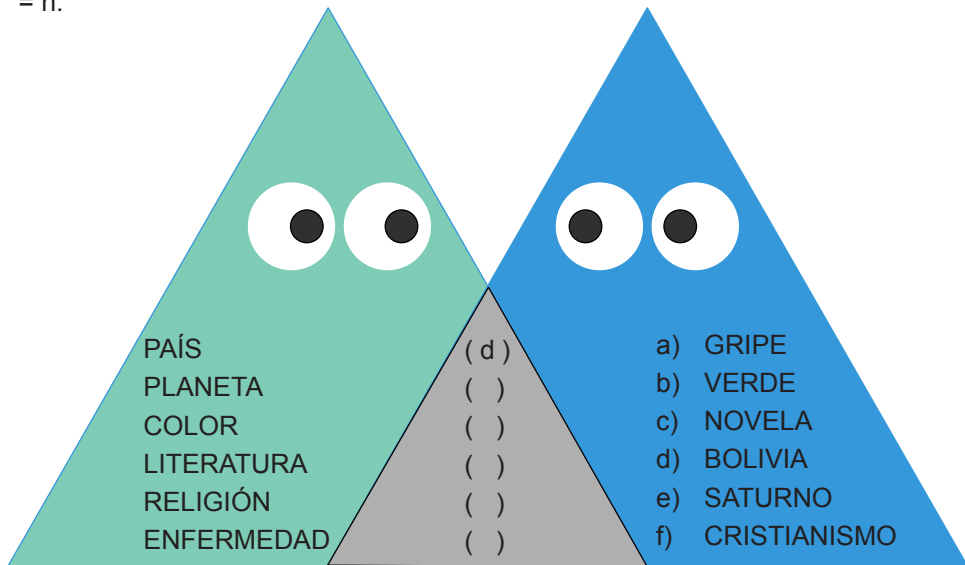 = n.
PAÍS ( d ) a) GRIPE
PLANETA ( ) b) VERDE
COLOR ( ) c) NOVELA
LITERATURA ( ) d) BOLIVIA
RELIGIÓN ( ) e) SATURNO
ENFERMEDAD ( ) f) CRISTIANISMO